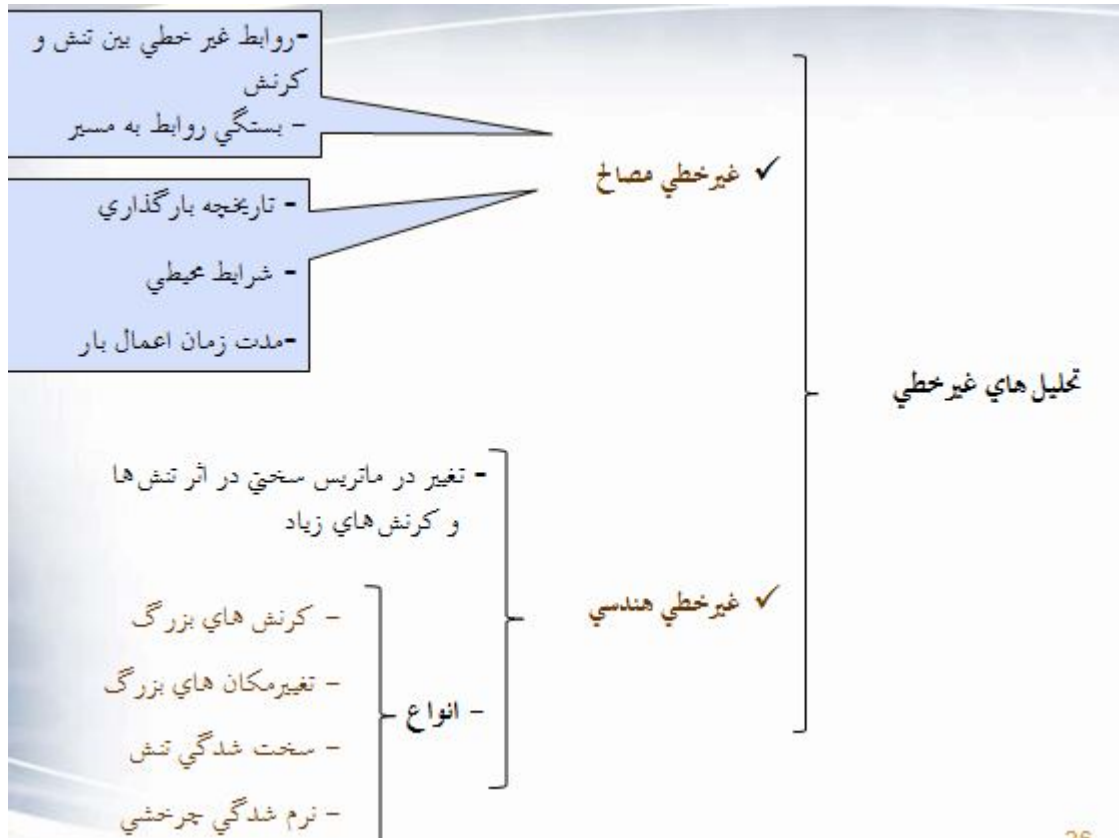 تحليل هاي غيرخطي
✓ غيرخطي مصالح
-روابط غير خطي بين تنش و
كرنش
- بستگي روابط به مسير
- تاريخچه بارگذاري
- شرايط محيطي
-مدت زمان اعمال بار
✓ غيرخطي هندسي
- تغيير در ماتريس سختي در اثر تنش ها
و كرنش هاي زياد
- انواع
- كرنش هاي بزرگ
- تغييرمكان هاي بزرگ
- سخت شدگي تنش
- نرم شدگي چرخشي